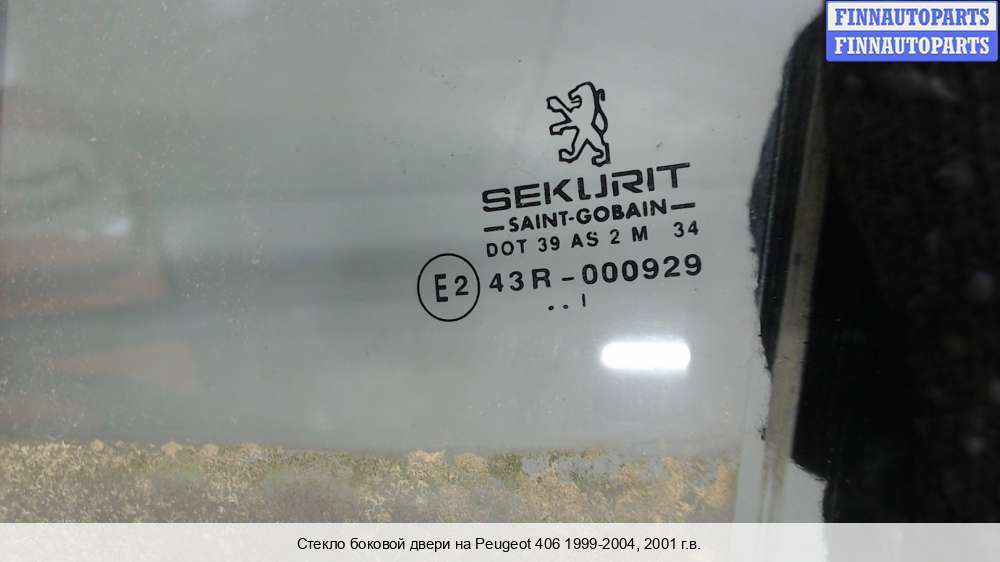 FINNAUTOPARTS
FINNAUTOPARTS
SEKURIT
SAINT-GOBAIN
DOT 39 AS 2 M 34
E2 43R-000929
. . I
Стекло боковой двери на Peugeot 406 1999-2004, 2001 г.в.